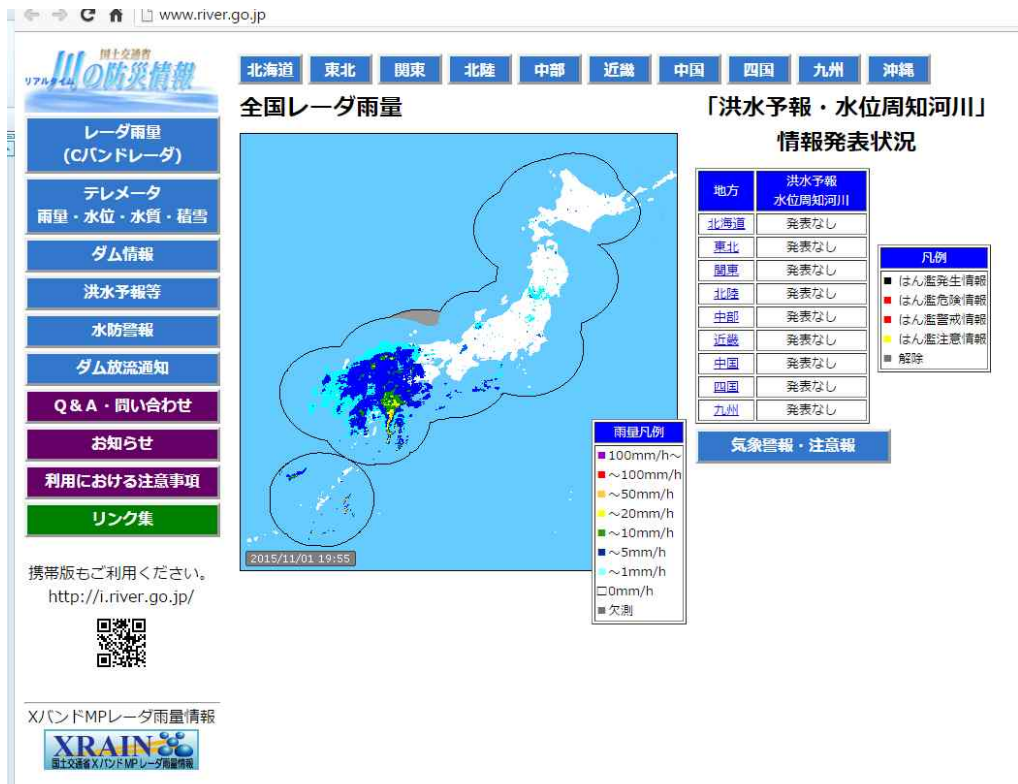 www.river.go.jp
国土交通省
リアルタイム 川の防災情報
北海道 東北 関東 北陸 中部 近畿 中国 四国 九州 沖縄
レーダ雨量
(Cバンドレーダ)
テレメータ
雨量・水位・水質・積雪
ダム情報
洪水予報等
水防警報
ダム放流通知
Q&A・問い合わせ
お知らせ
利用における注意事項
リンク集
携帯版もご利用ください。
http://i.river.go.jp/
XバンドMPレーダ雨量情報
XRAIN
国土交通省XバンドMPレーダ雨量情報
全国レーダ雨量
2015/11/01 19:55
雨量凡例
■100mm/h～
■～100mm/h
■～50mm/h
■～20mm/h
■～10mm/h
■～5mm/h
■～1mm/h
□0mm/h
■欠測
「洪水予報・水位周知河川」
情報発表状況
地方 洪水予報
水位周知河川
北海道 発表なし
東北 発表なし
関東 発表なし
北陸 発表なし
中部 発表なし
近畿 発表なし
中国 発表なし
四国 発表なし
九州 発表なし
凡例
■ はん濫発生情報
■ はん濫危険情報
■ はん濫警戒情報
■ はん濫注意情報
■ 解除
気象警報・注意報